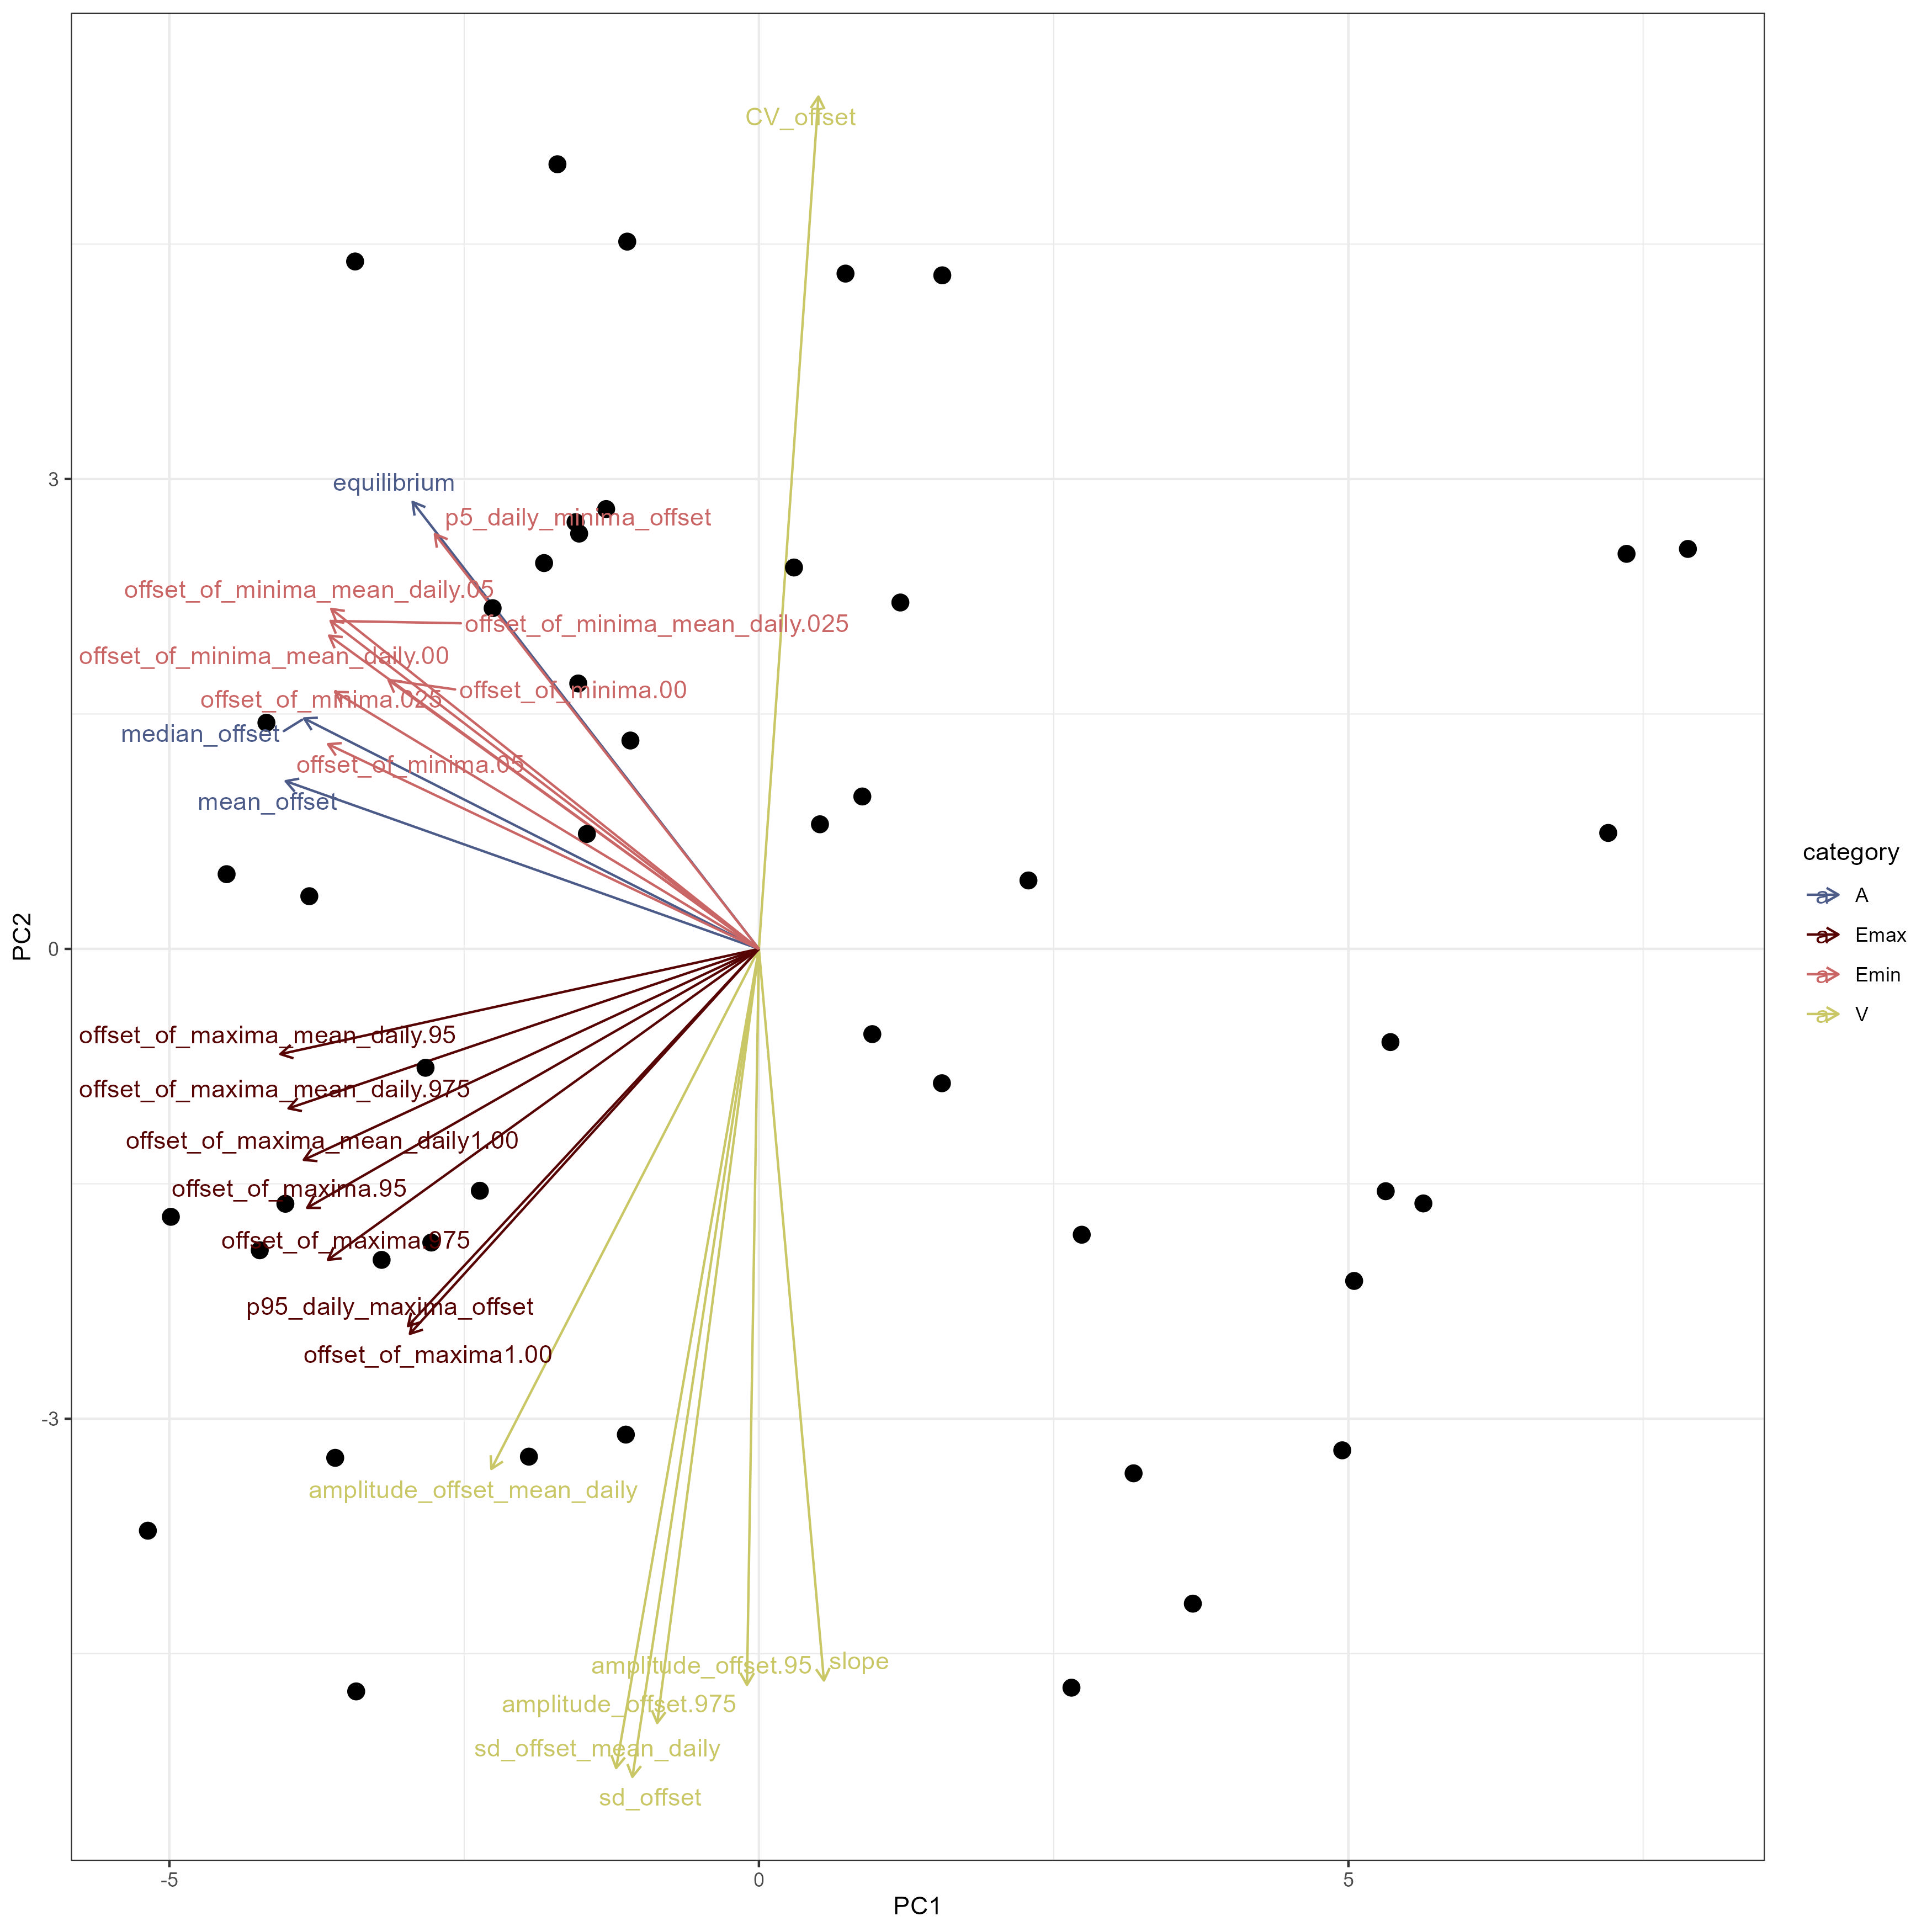 CV_offset
3
equilibrium
p5_daily_minima_offset
offset_of_minima_mean_daily.05
offset_of_minima_mean_daily.025
offset_of_minima_mean_daily.00
offset_of_minima.00
offset_of_minima.025
median_offset
offset_of_minima.05
mean_offset
PC2
0
offset_of_maxima_mean_daily.95
offset_of_maxima_mean_daily.975
offset_of_maxima_mean_daily1.00
offset_of_maxima.95
offset_of_maxima.975
p95_daily_maxima_offset
offset_of_maxima1.00
-3
amplitude_offset_mean_daily
amplitude_offset.95
slope
amplitude_offset.975
sd_offset_mean_daily
sd_offset
-5
0
5
PC1
category
a A
a Emax
a Emin
a V